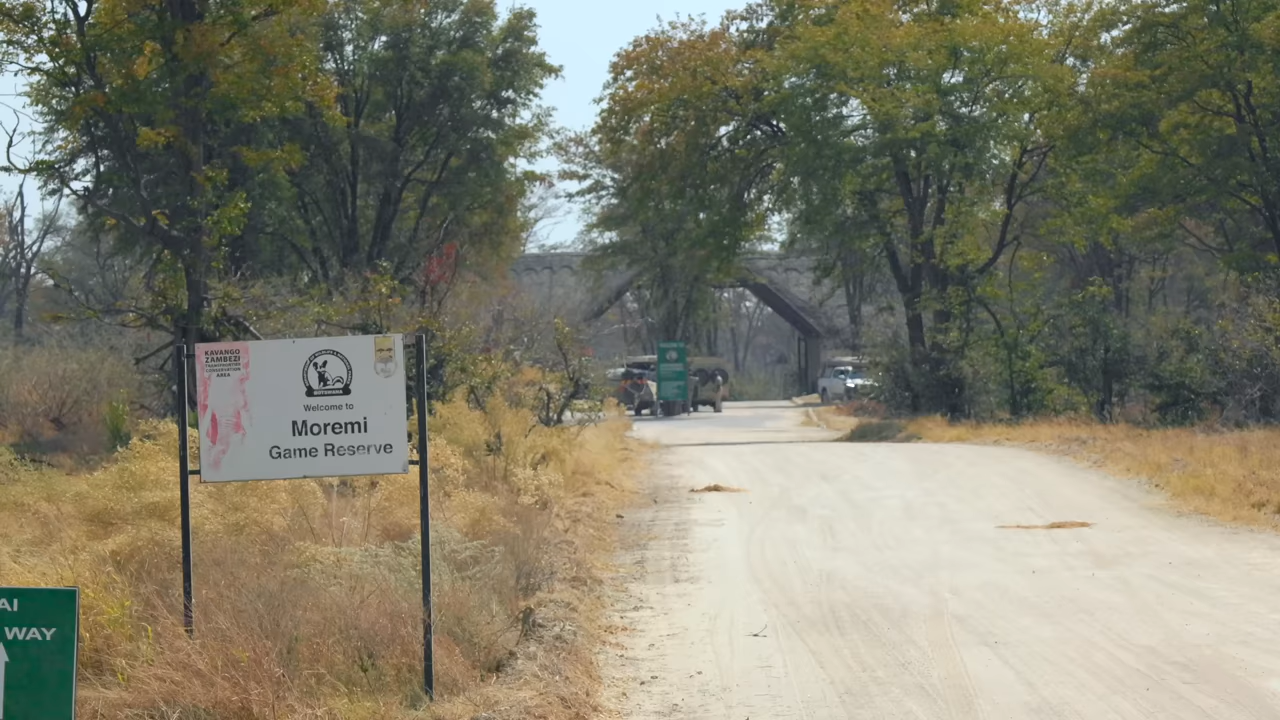 KAVANGO
ZAMBEZI
TRANSFRONTIER
CONSERVATION
AREA
BOTSWANA
Welcome to
Moremi
Game Reserve
AI
WAY